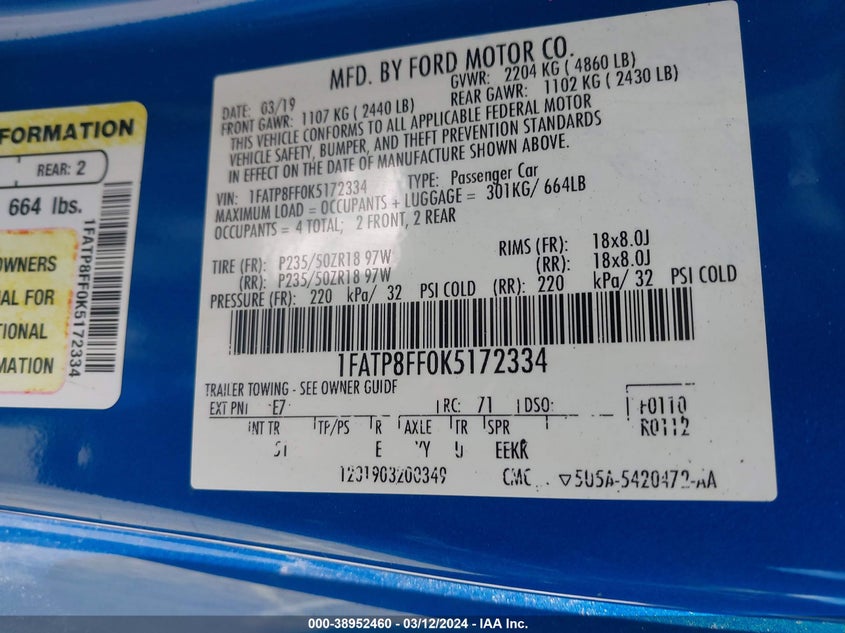 FORMATION
REAR: 2
664 lbs.
OWNERS
AL FOR
TIONAL
MATION
1FATP8FF0K5172334
MFD. BY FORD MOTOR CO.
DATE: 03/19 GVWR: 2204 KG ( 4860 LB)
FRONT GAWR: 1107 KG ( 2440 LB) REAR GAWR: 1102 KG ( 2430 LB)
THIS VEHICLE CONFORMS TO ALL APPLICABLE FEDERAL MOTOR
VEHICLE SAFETY, BUMPER, AND THEFT PREVENTION STANDARDS
IN EFFECT ON THE DATE OF MANUFACTURE SHOWN ABOVE.
VIN: 1FATP8FF0K5172334 TYPE: Passenger Car
MAXIMUM LOAD = OCCUPANTS + LUGGAGE = 301KG/ 664LB
OCCUPANTS = 4 TOTAL; 2 FRONT, 2 REAR
TIRE (FR): P235/50ZR18 97W RIMS (FR): 18x8.0J
(RR): P235/50ZR18 97W (RR): 18x8.0J
PRESSURE (FR): 220 kPa/ 32 PSI COLD (RR): 220 kPa/ 32 PSI COLD
1FATP8FF0K5172334
TRAILER TOWING - SEE OWNER GUIDE
EXT PNT: E7 RC: 71 DSO: F0110
INT TR TP/PS R AXLE TR SPR R0112
E EEKR
1201903200349 5U5A-5420472-AA
000-38952460 - 03/12/2024 - IAA Inc.